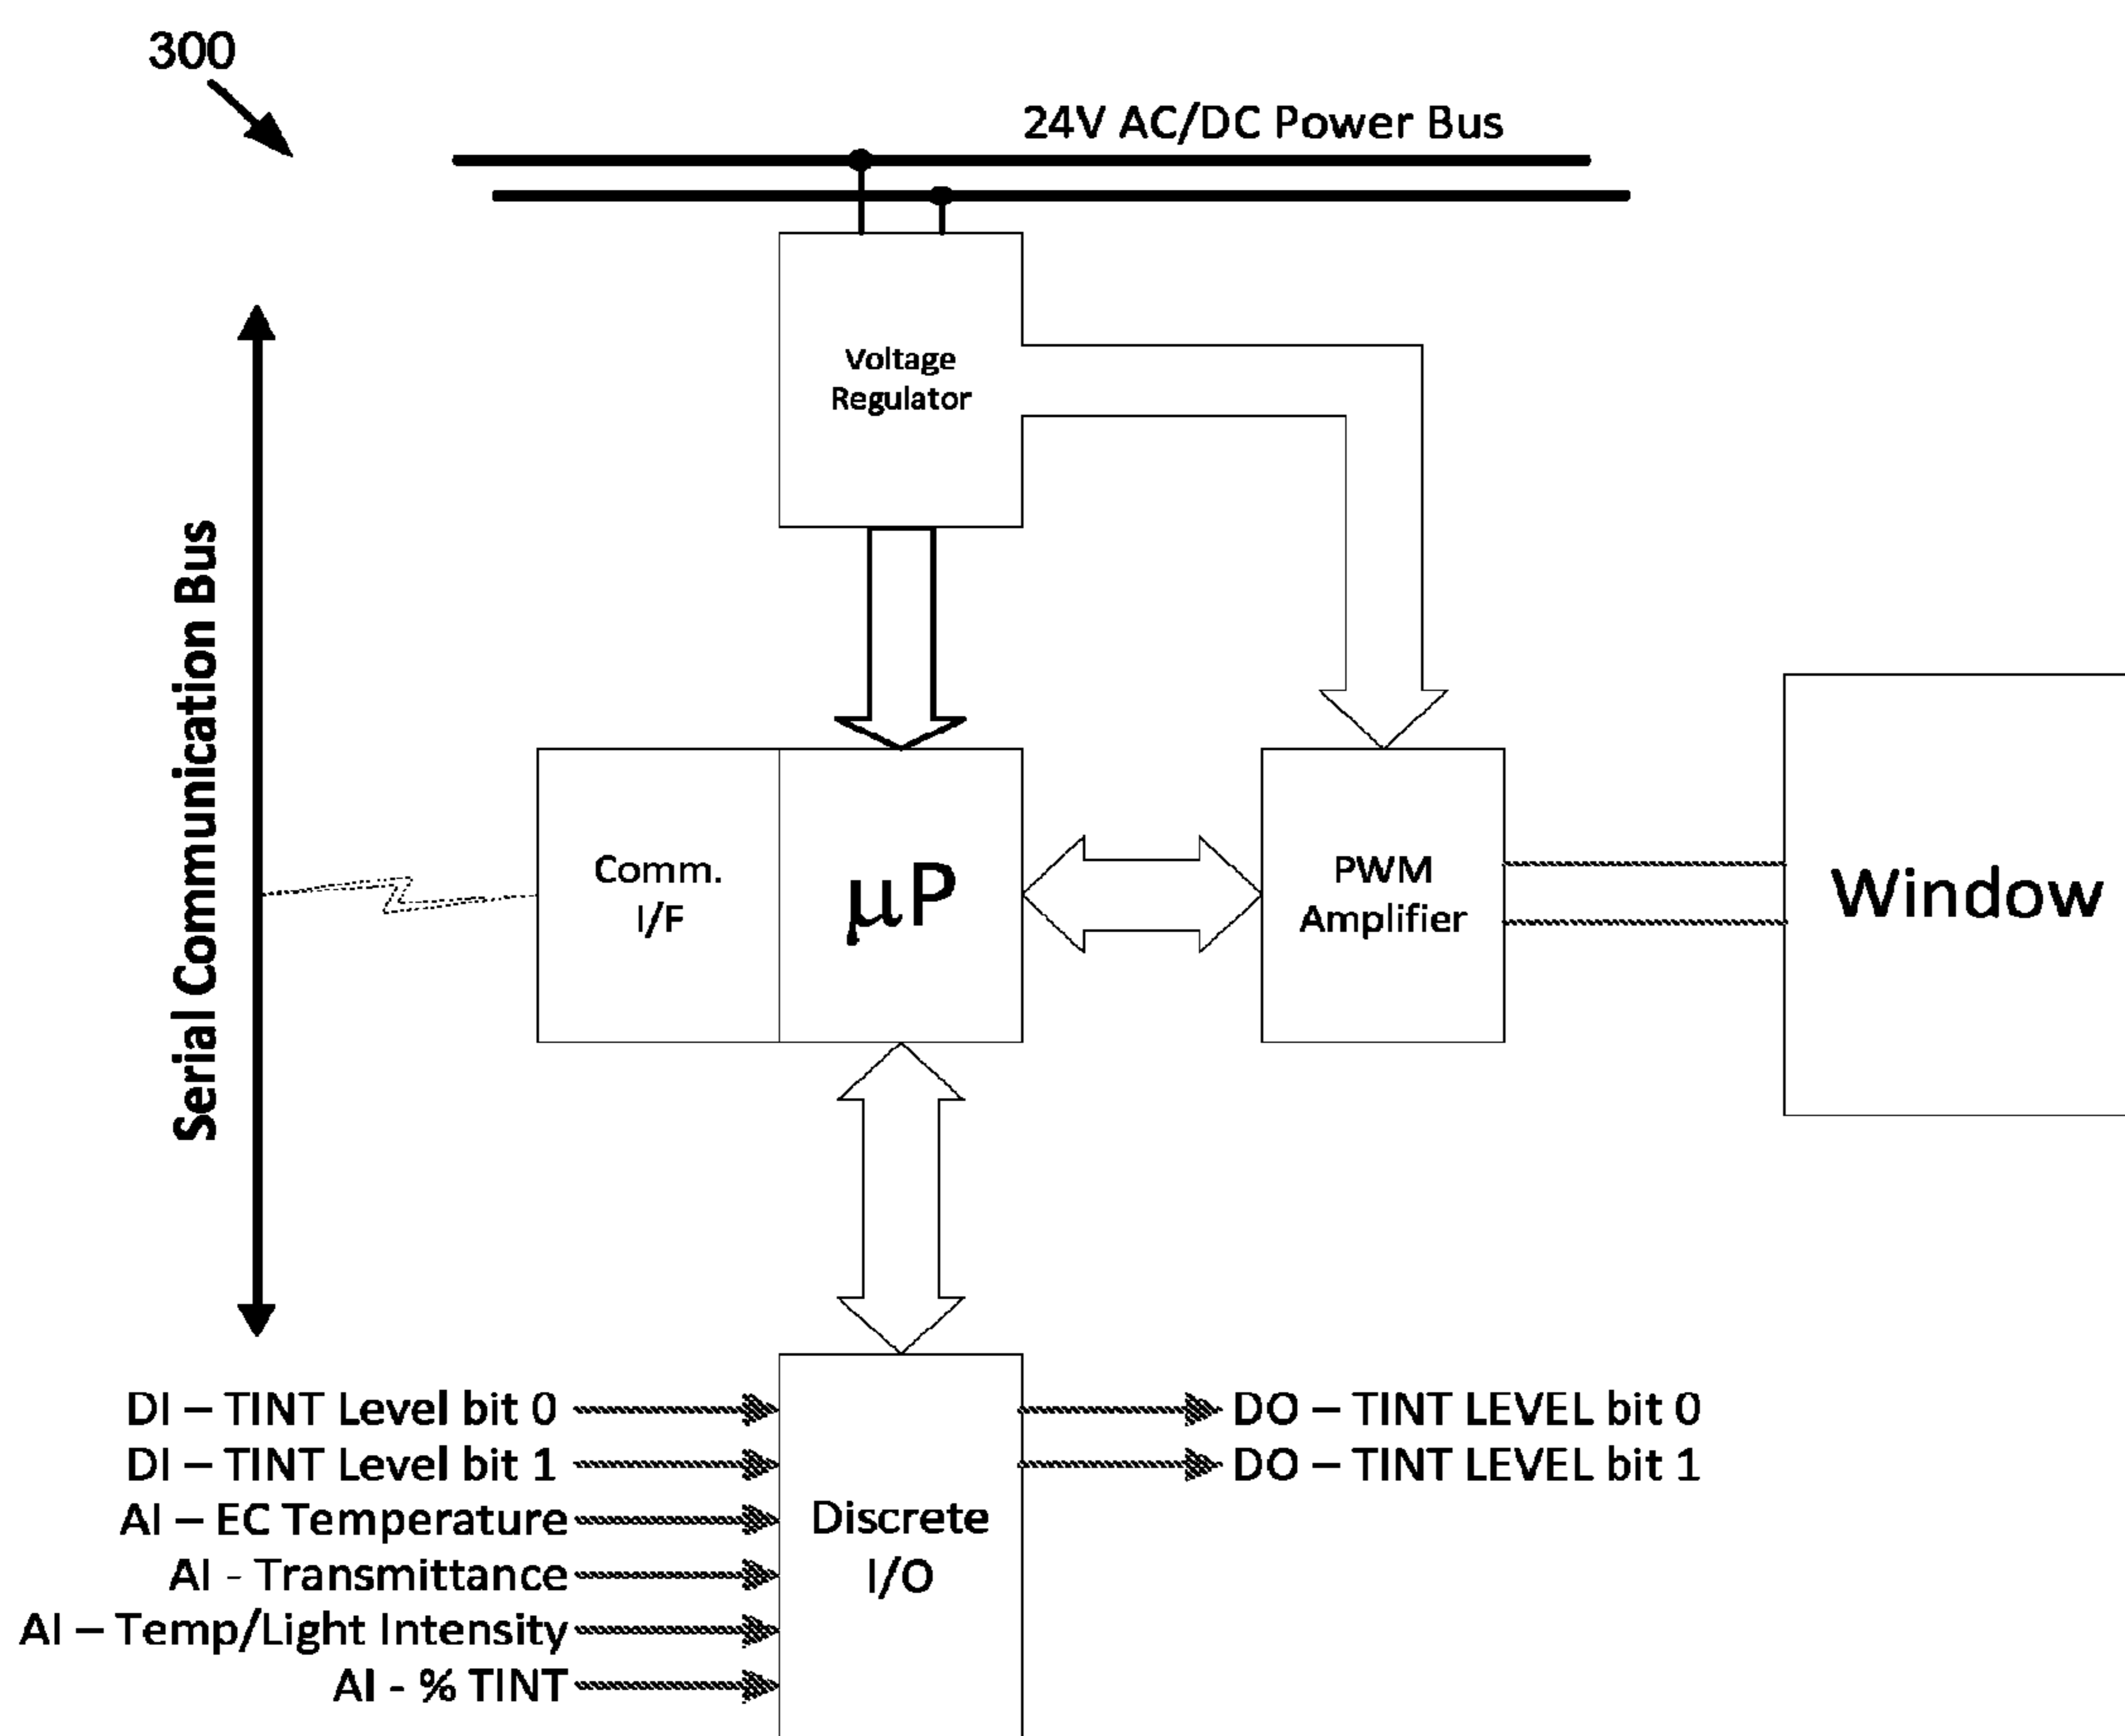 300
24V AC/DC Power Bus
Voltage
Regulator
Serial Communication Bus
Comm.
I/F
µP
PWM
Amplifier
Window
DI – TINT Level bit 0
DI – TINT Level bit 1
AI – EC Temperature
AI - Transmittance
AI – Temp/Light Intensity
AI - % TINT
Discrete
I/O
DO – TINT LEVEL bit 0
DO – TINT LEVEL bit 1